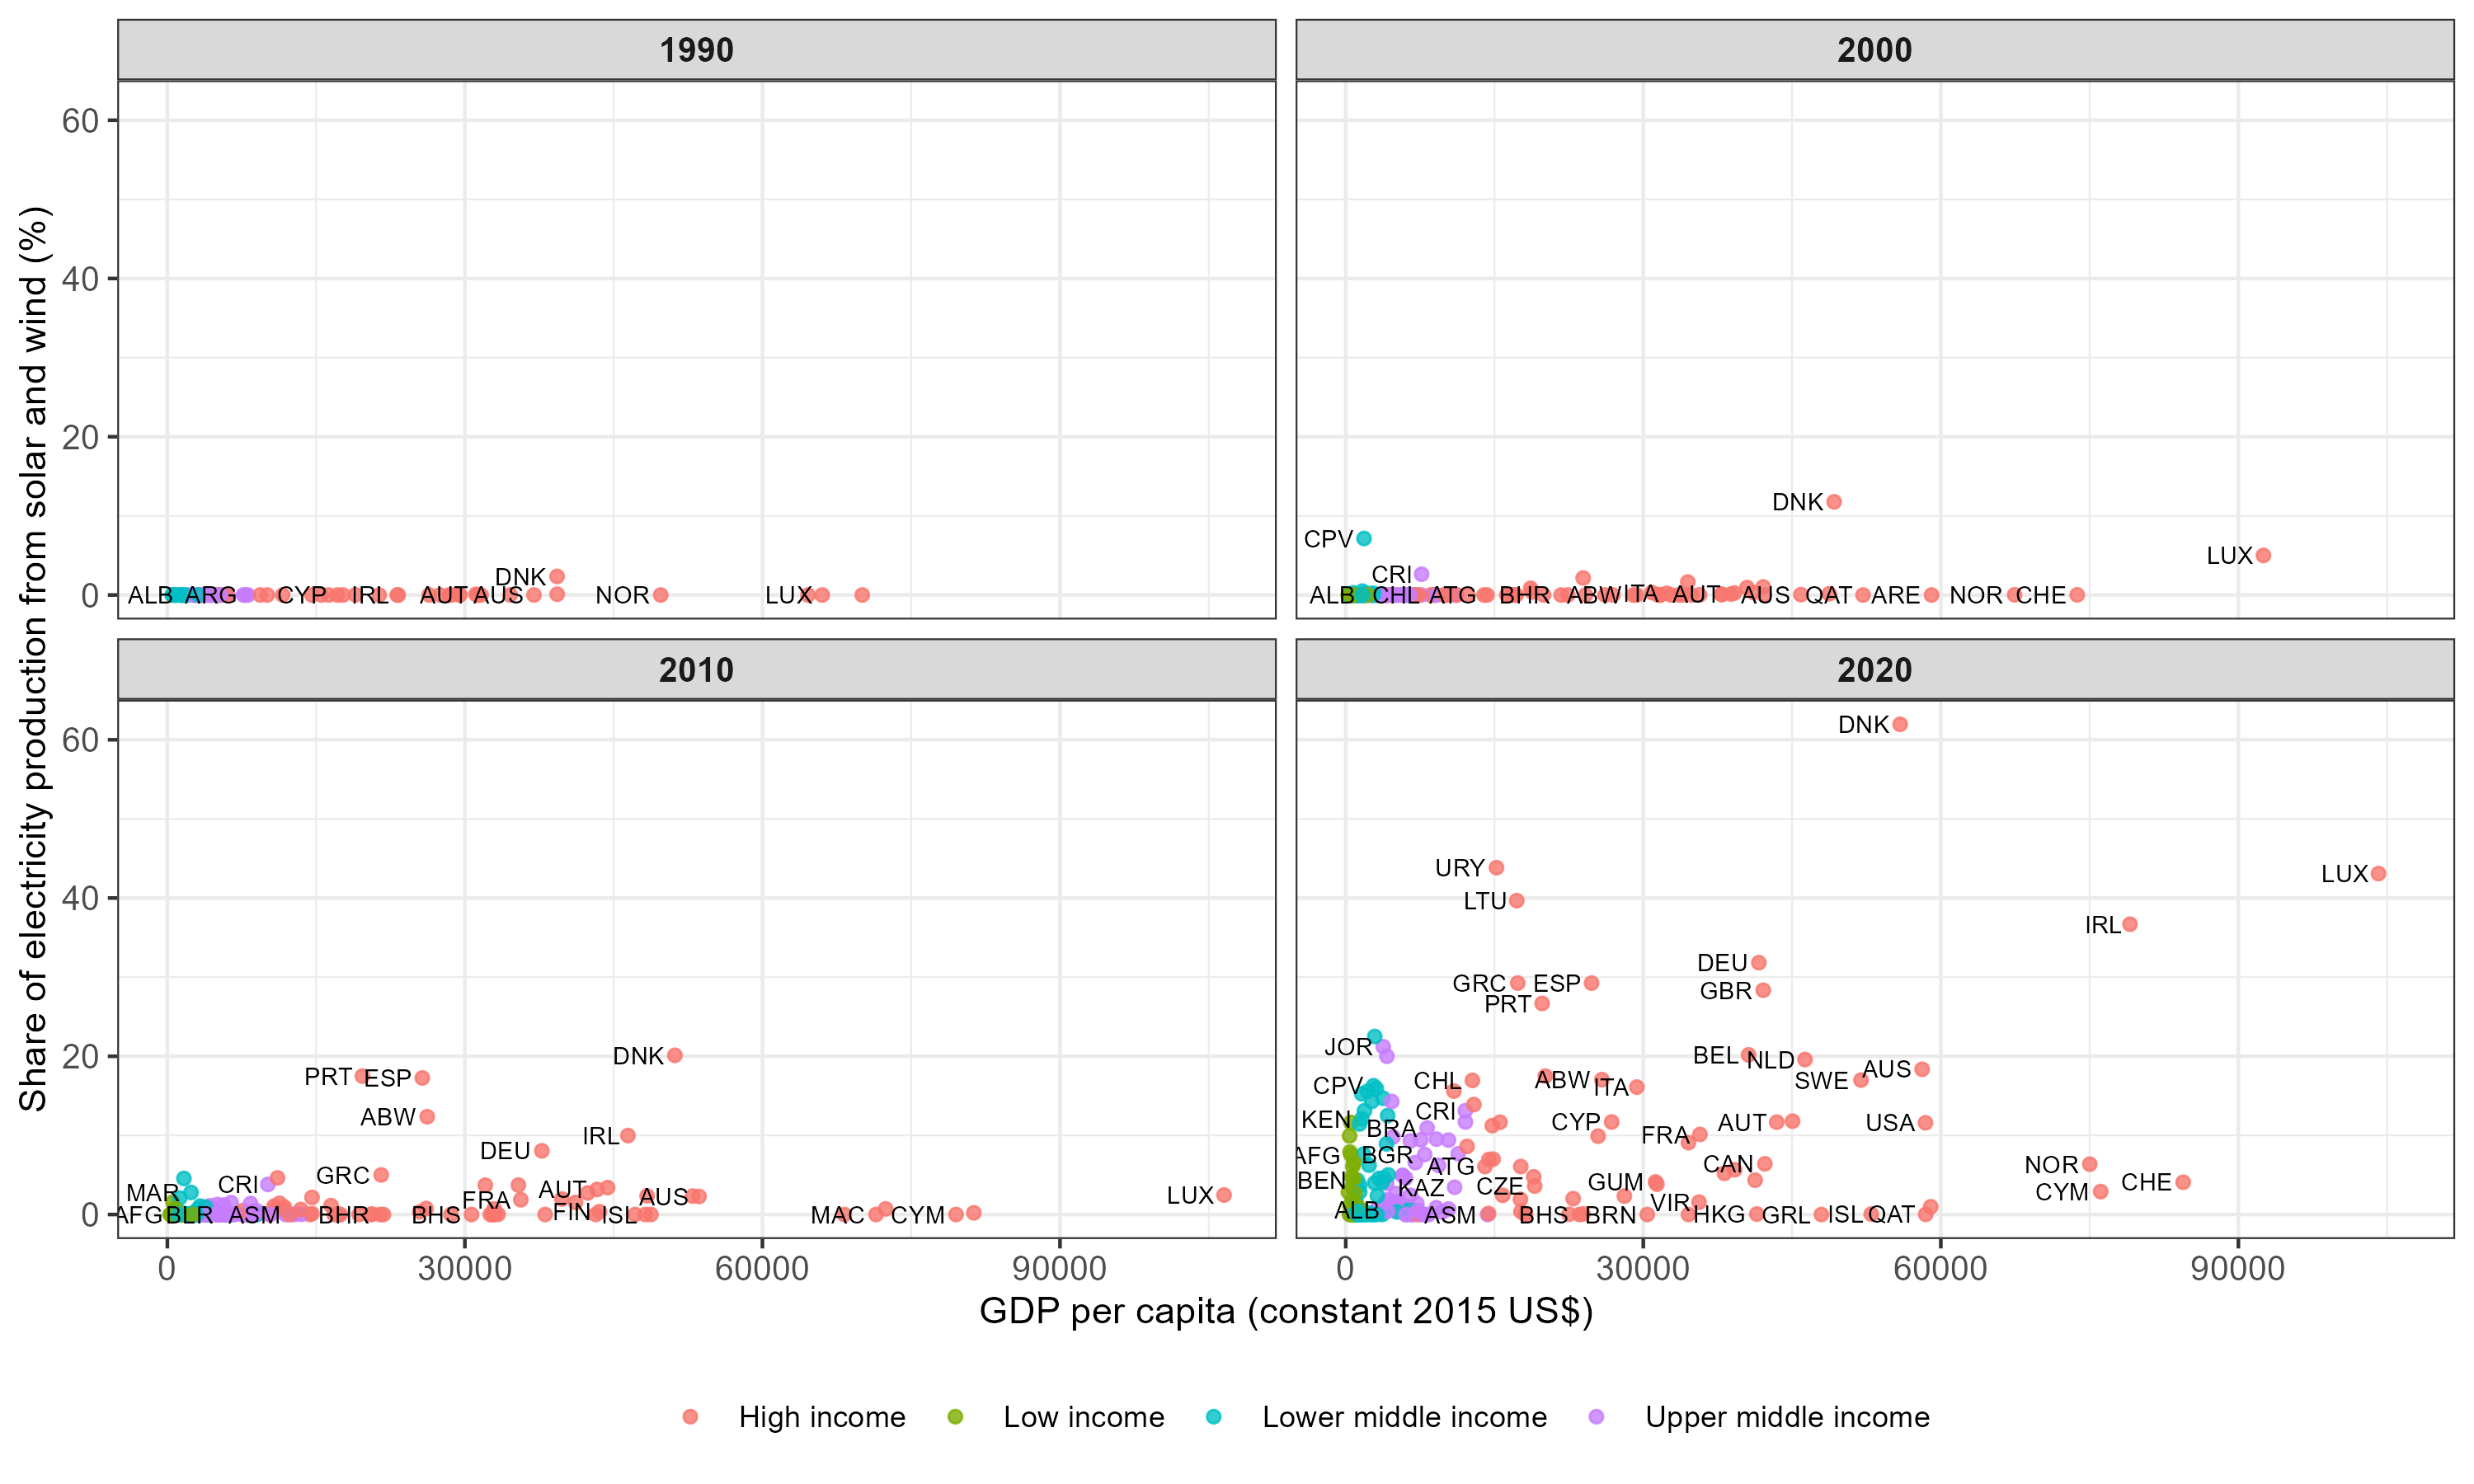 1990
2000
60
40
20
0
DNK
ALB ARG CYP IRL AUT AUS NOR LUX
DNK
CPV
LUX
CRI
ALB CHL ATG BHR ABW ITA AUT AUS QAT ARE NOR CHE
2010
2020
60
40
20
0
DNK
PRT ESP
ABW
IRL
DEU
GRC
CRI
MAR AUT
FRA AUS LUX
AFG BLR ASM BHR BHS FIN ISL MAC CYM
DNK
URY LUX
LTU
IRL
DEU
GRC ESP GBR
PRT
JOR BEL NLD
AUS
CPV CHL ABW ITA SWE
CRI
KEN BRA CYP FRA AUT USA
AFG BGR ATG CAN NOR
BEN KAZ CZE GUM CYM CHE
VIR
ALB ASM BHS BRN HKG GRL ISL QAT
0 30000 60000 90000
0 30000 60000 90000
GDP per capita (constant 2015 US$)
Share of electricity production from solar and wind (%)
High income Low income Lower middle income Upper middle income